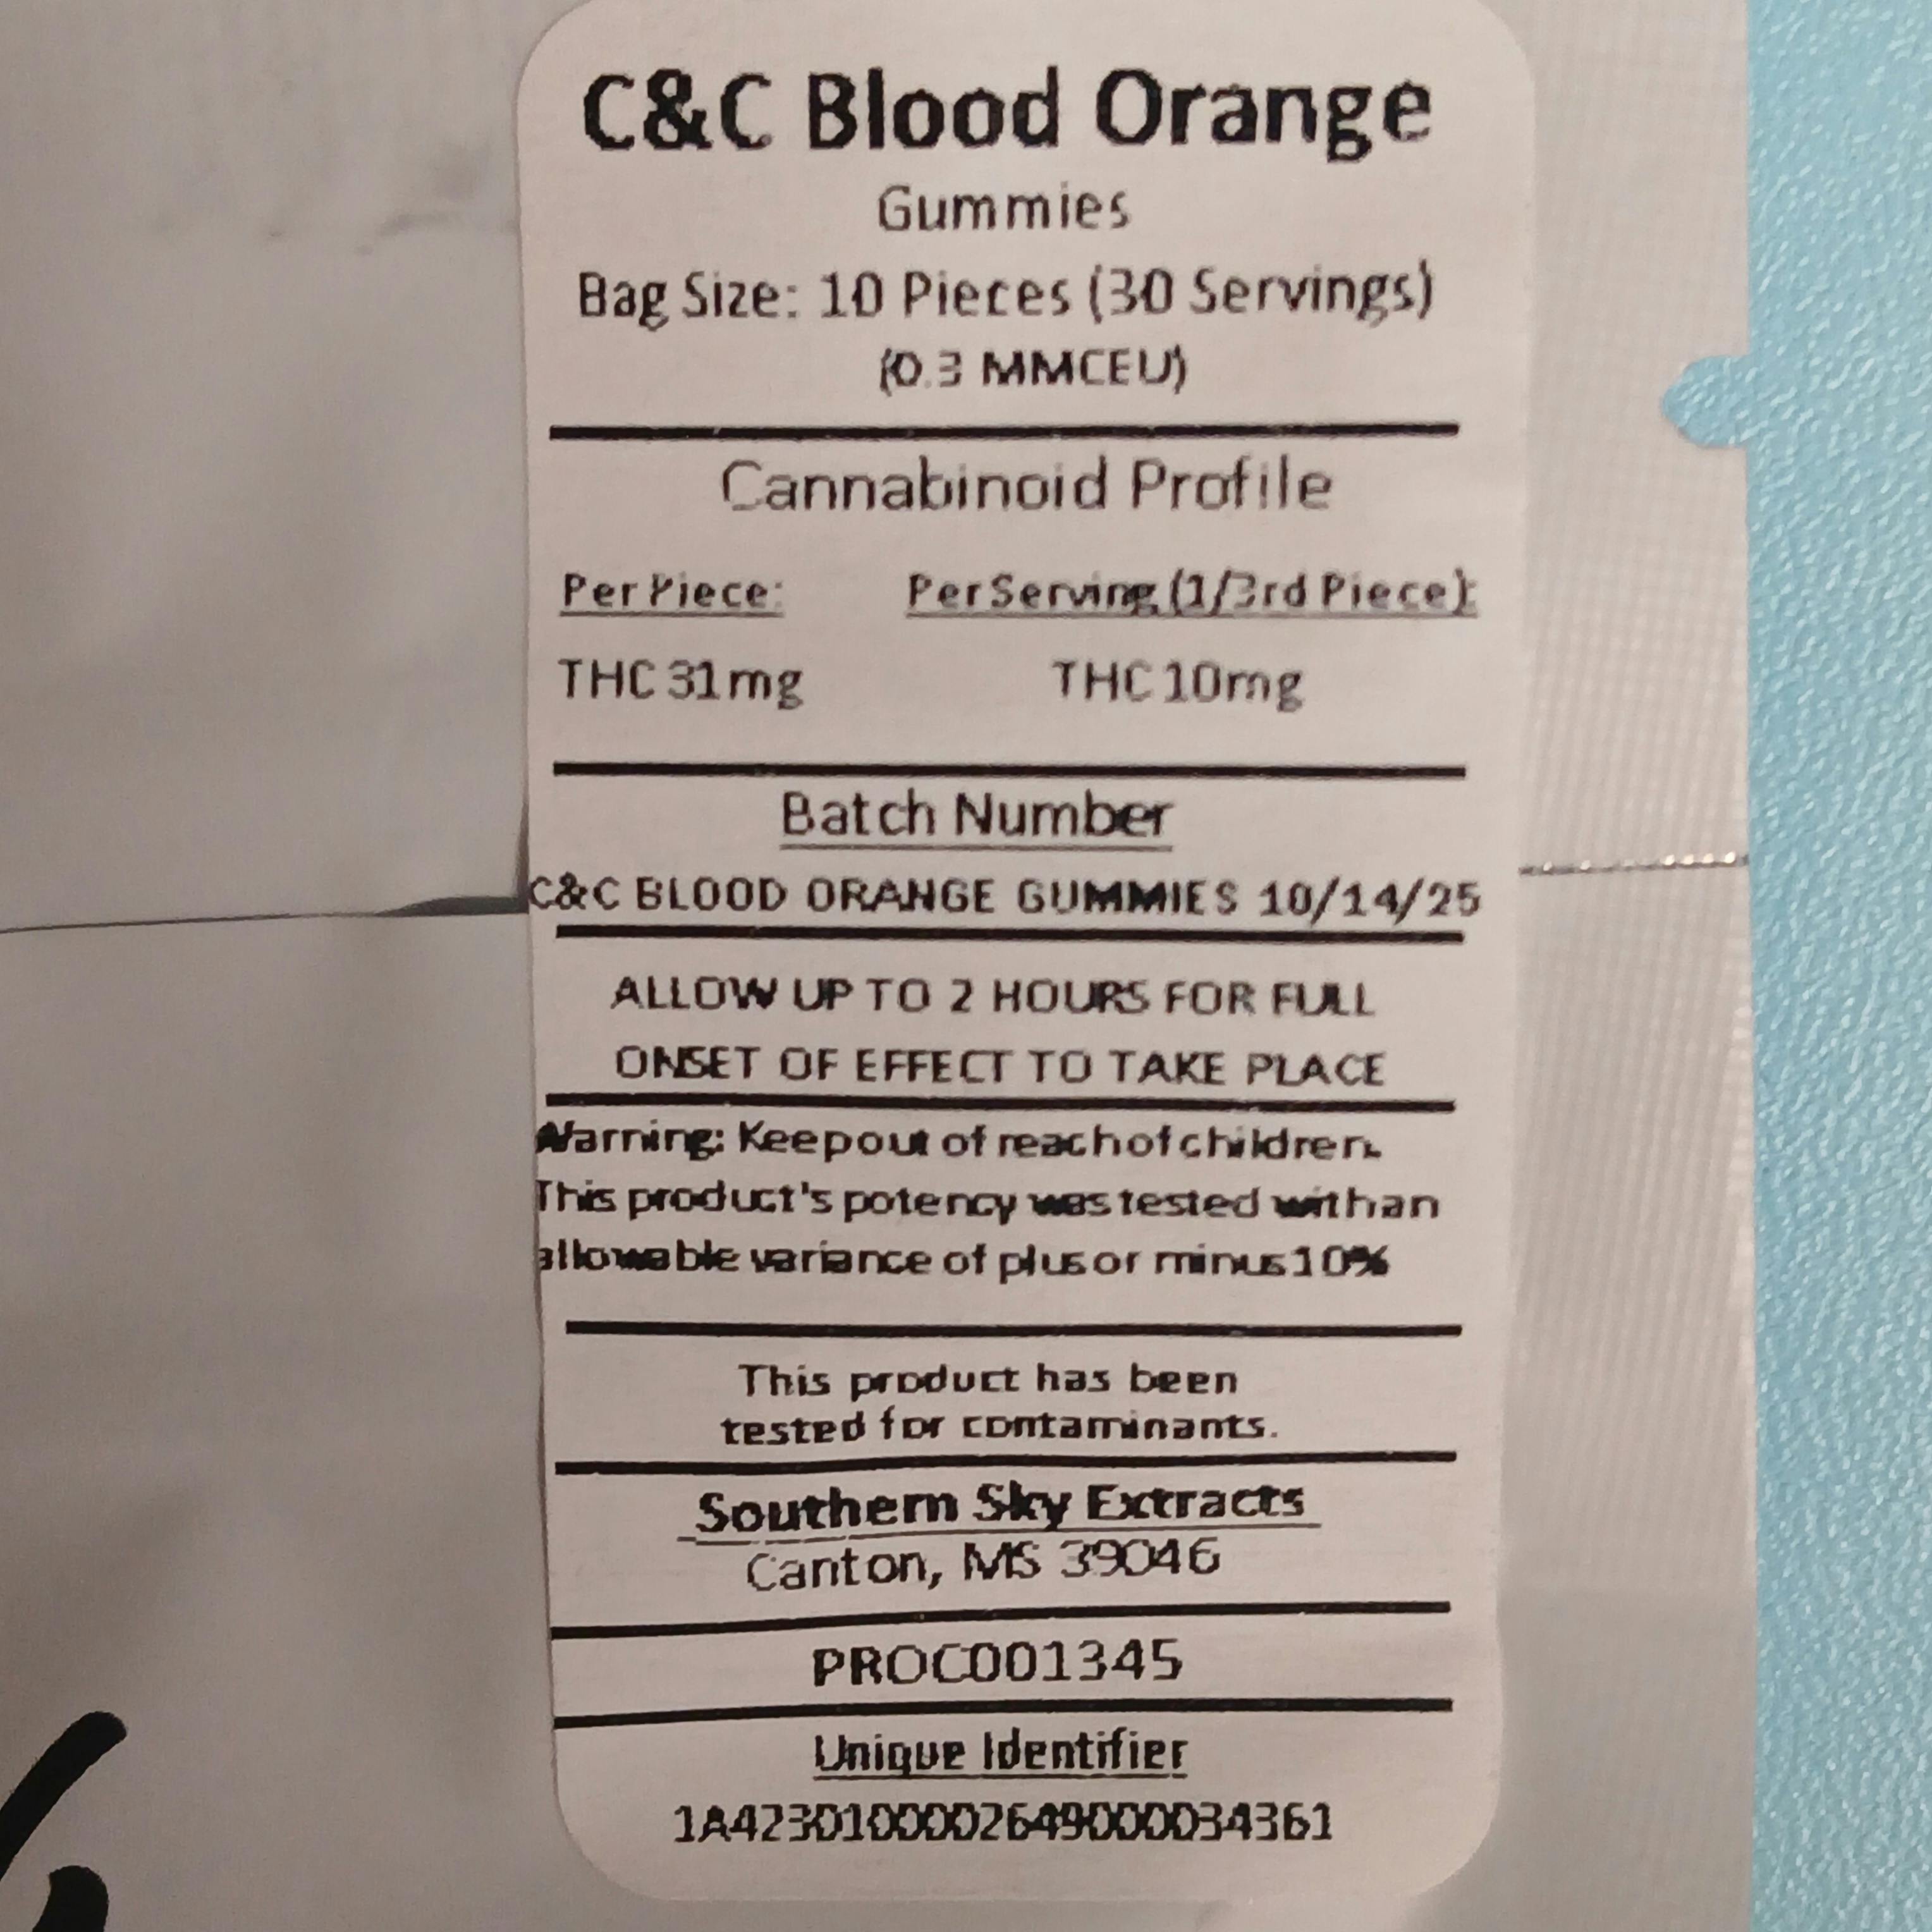 C&C Blood Orange
Gummies
Bag Size: 10 Pieces (30 Servings)
(0.3 MMCEU)
Cannabinoid Profile
Per Piece: Per Serving (1/3rd Piece):
THC 31mg THC 10mg
Batch Number
C&C BLOOD ORANGE GUMMIES 10/14/25
ALLOW UP TO 2 HOURS FOR FULL
ONSET OF EFFECT TO TAKE PLACE
Warning: Keep out of reach of children.
This product's potency was tested with an
allowable variance of plus or minus 10%
This product has been
tested for contaminants.
Southern Sky Extracts
Canton, MS 39046
PROC001345
Unique Identifier
1A4230100002649000034361